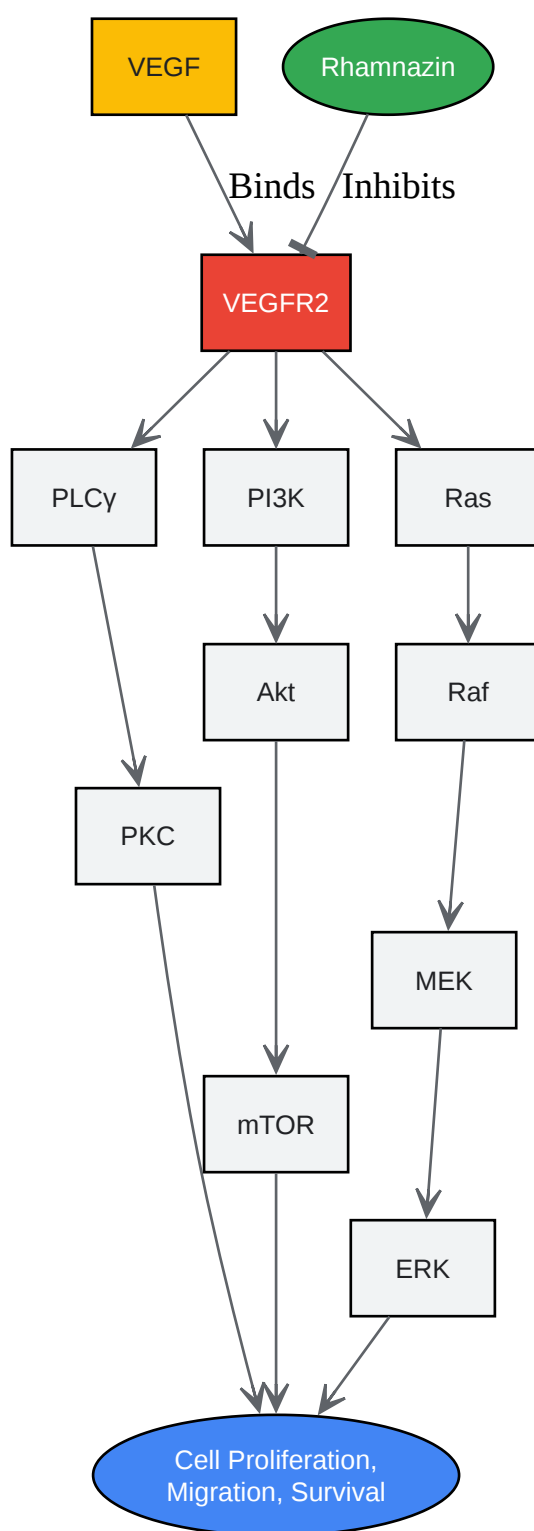 VEGF
Rhamnazin
Binds
Inhibits
VEGFR2
PLCγ
PI3K
Ras
Akt
Raf
PKC
MEK
mTOR
ERK
Cell Proliferation,
Migration, Survival